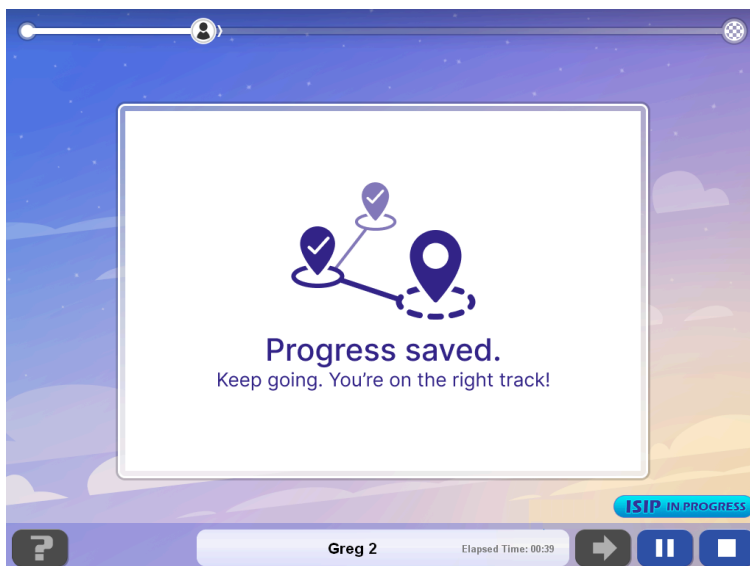 Progress saved.
Keep going. You're on the right track!
ISIP IN PROGRESS
?
Greg 2
Elapsed Time: 00:39